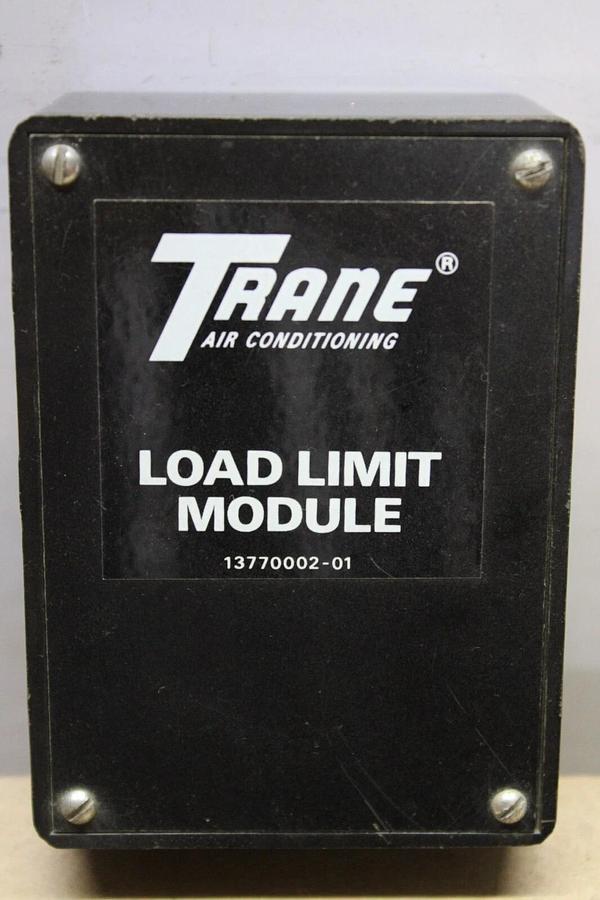 TRANE®
AIR CONDITIONING
LOAD LIMIT
MODULE
13770002-01